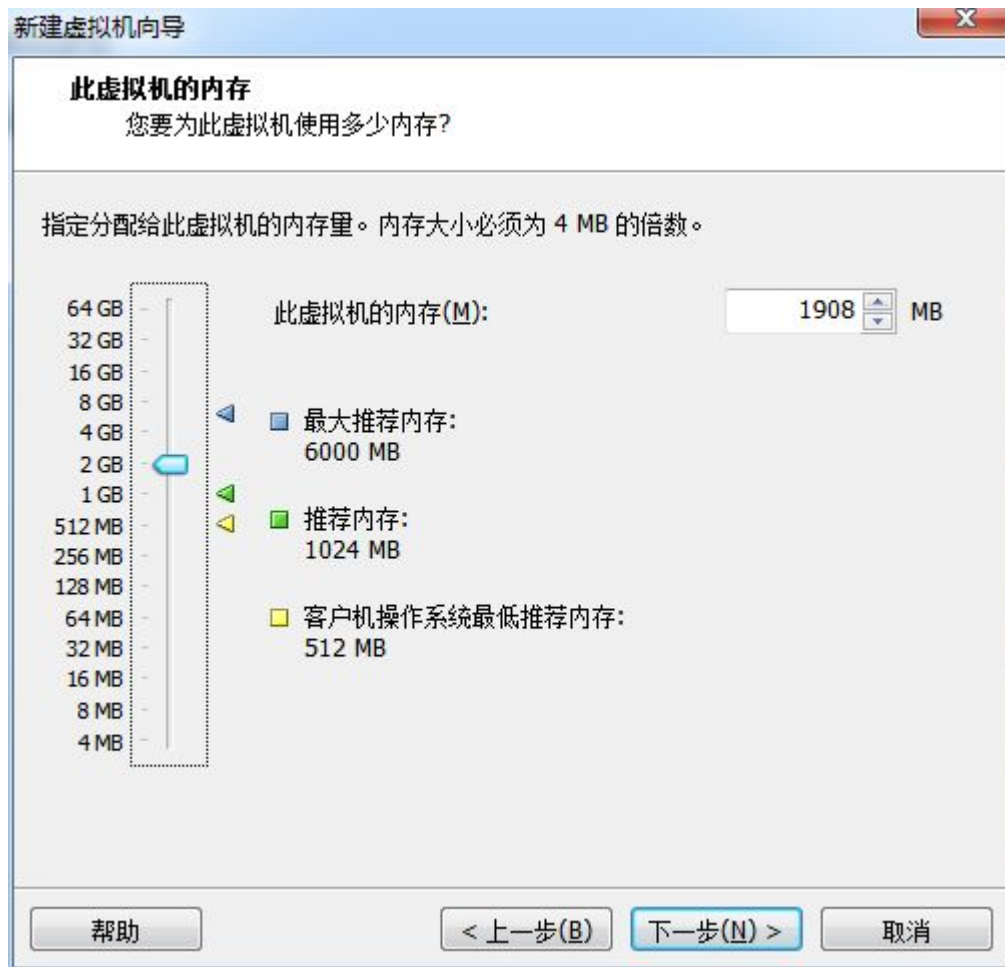 新建虚拟机向导
X
此虚拟机的内存
您要为此虚拟机使用多少内存?
指定分配给此虚拟机的内存量。内存大小必须为 4 MB 的倍数。
64 GB
32 GB
16 GB
8 GB
4 GB
2 GB
1 GB
512 MB
256 MB
128 MB
64 MB
32 MB
16 MB
8 MB
4 MB
此虚拟机的内存(M): 1908 MB
最大推荐内存:
6000 MB
推荐内存:
1024 MB
客户机操作系统最低推荐内存:
512 MB
帮助 < 上一步(B) 下一步(N) > 取消